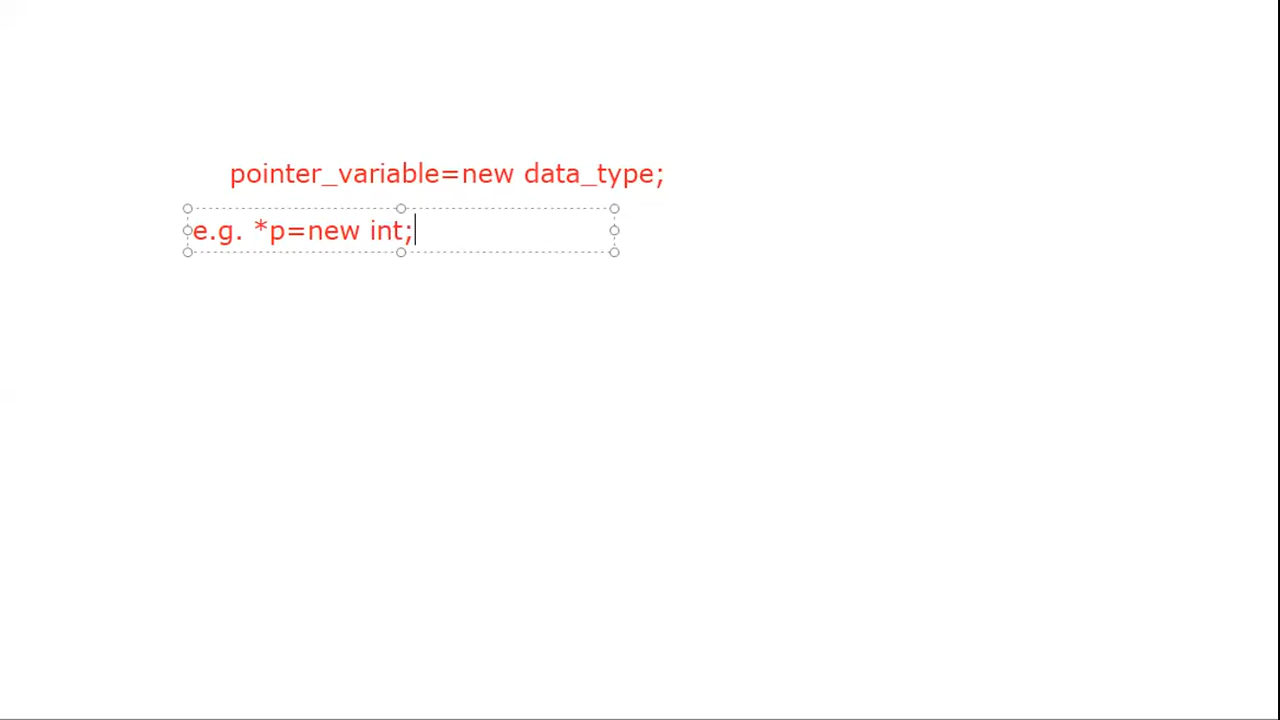 pointer_variable=new data_type;
e.g. *p=new int;